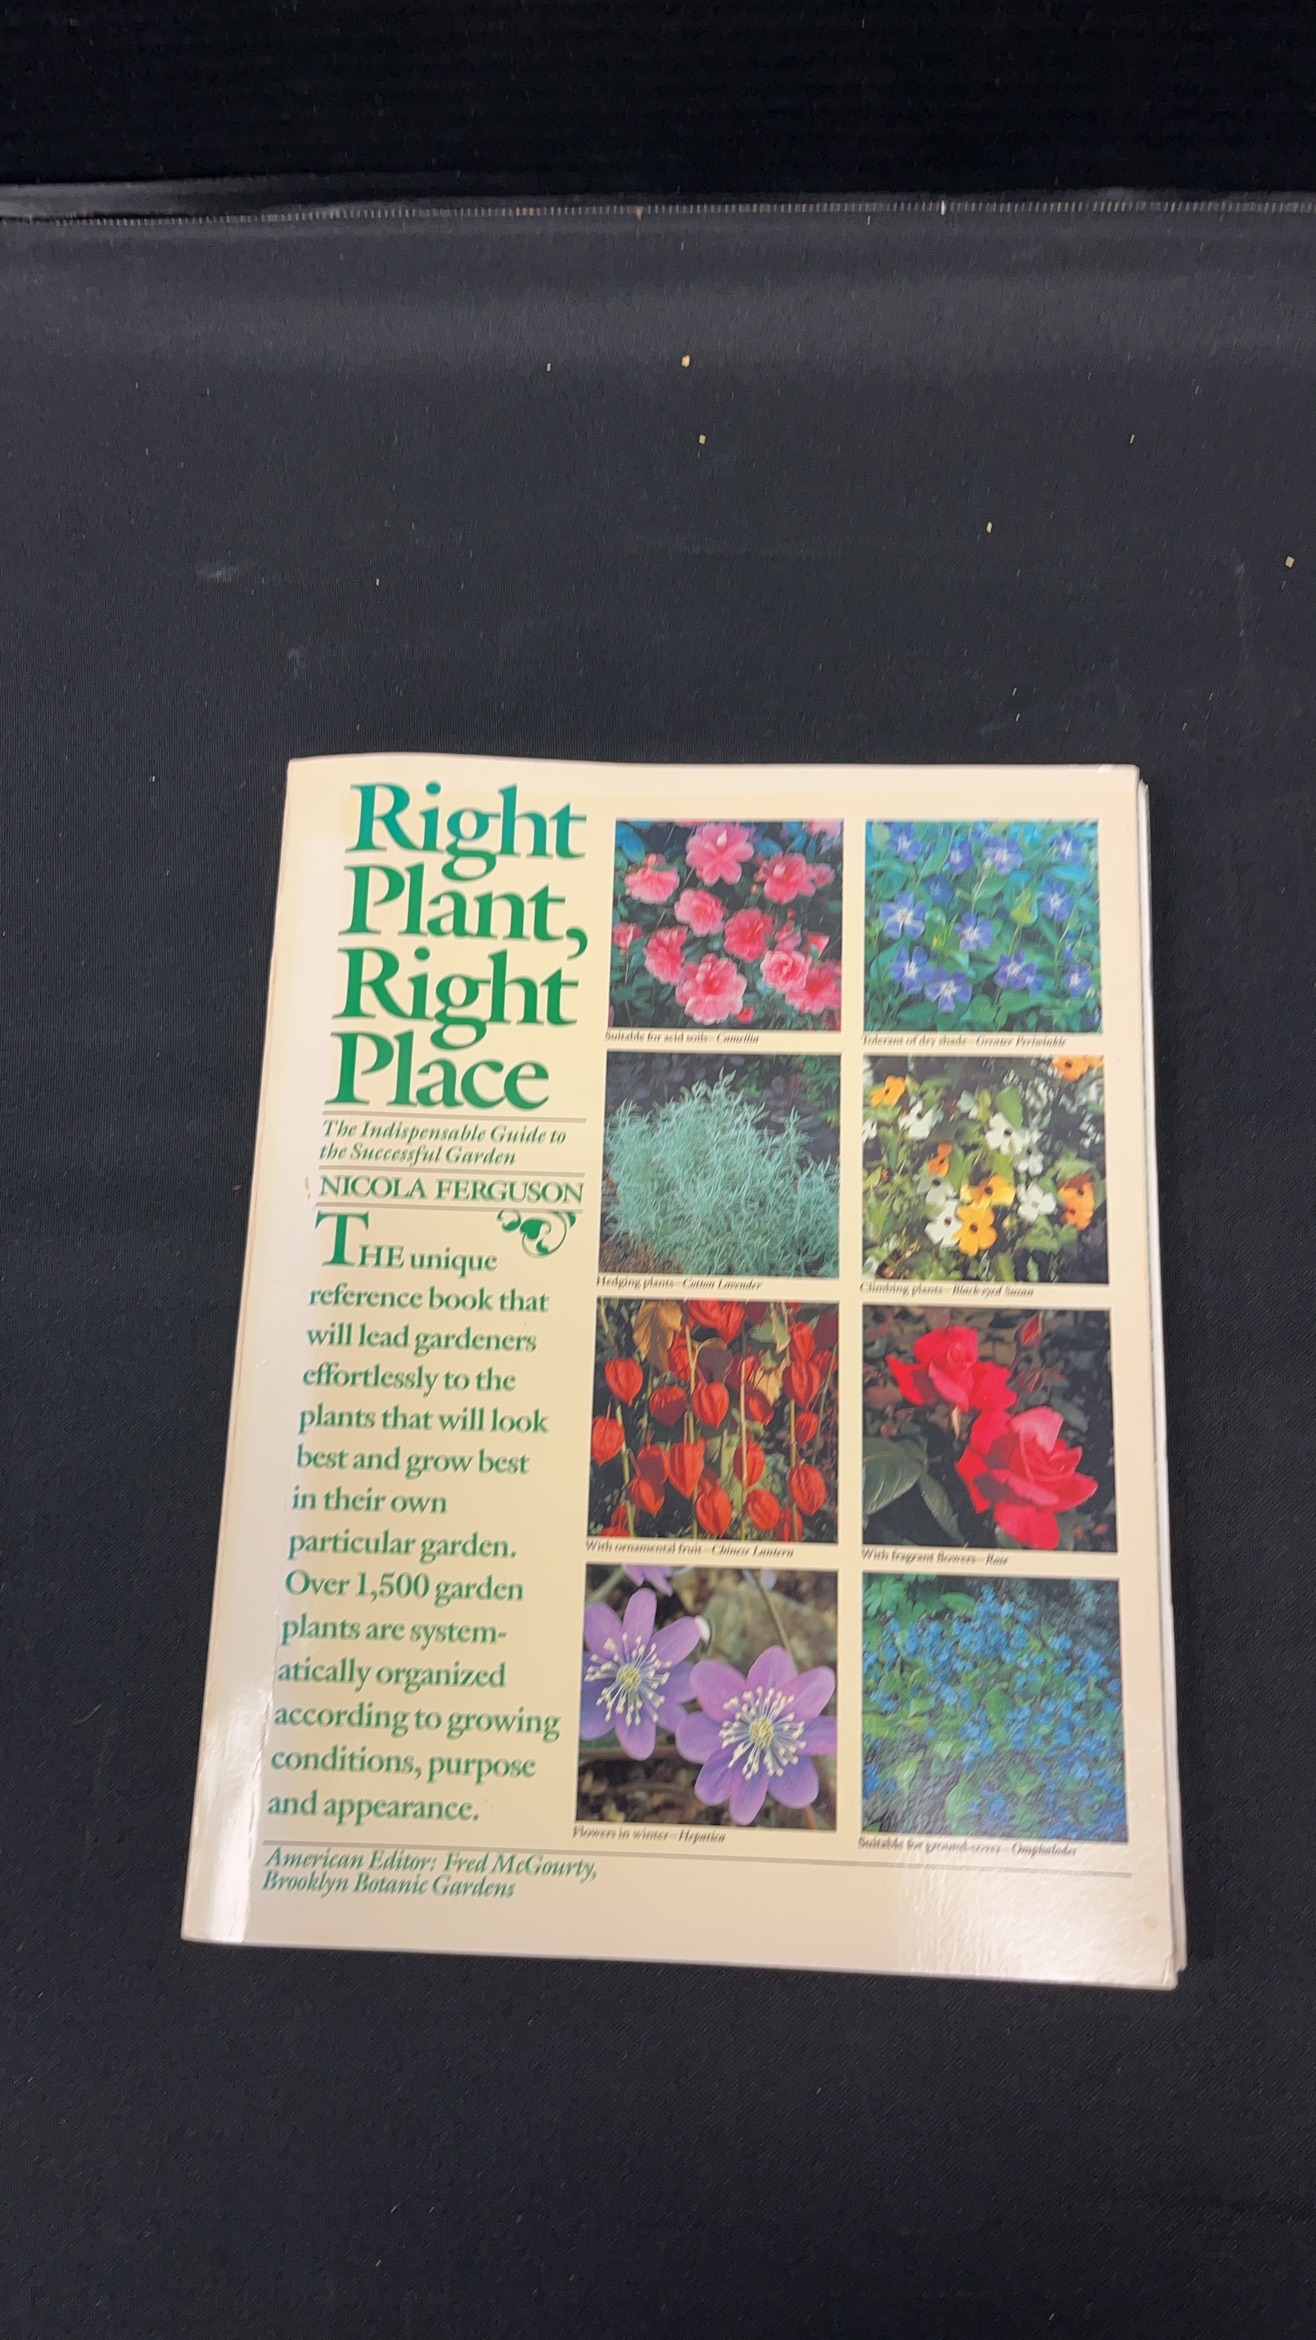 Right
Plant,
Right
Place
The Indispensable Guide to
the Successful Garden
NICOLA FERGUSON
THE unique
reference book that
will lead gardeners
effortlessly to the
plants that will look
best and grow best
in their own
particular garden.
Over 1,500 garden
plants are system-
atically organized
according to growing
conditions, purpose
and appearance.
American Editor: Fred McGourty,
Brooklyn Botanic Gardens
Suitable for acid soils—Camellia
Tolerant of dry shade—Greater Periwinkle
Hedging plants—Cotton Lavender
Climbing plants—Black-eyed Susan
With ornamental fruit—Chinese Lantern
With fragrant flowers—Rose
Flowers in winter—Hepatica
Suitable for ground-cover—Omphalodes